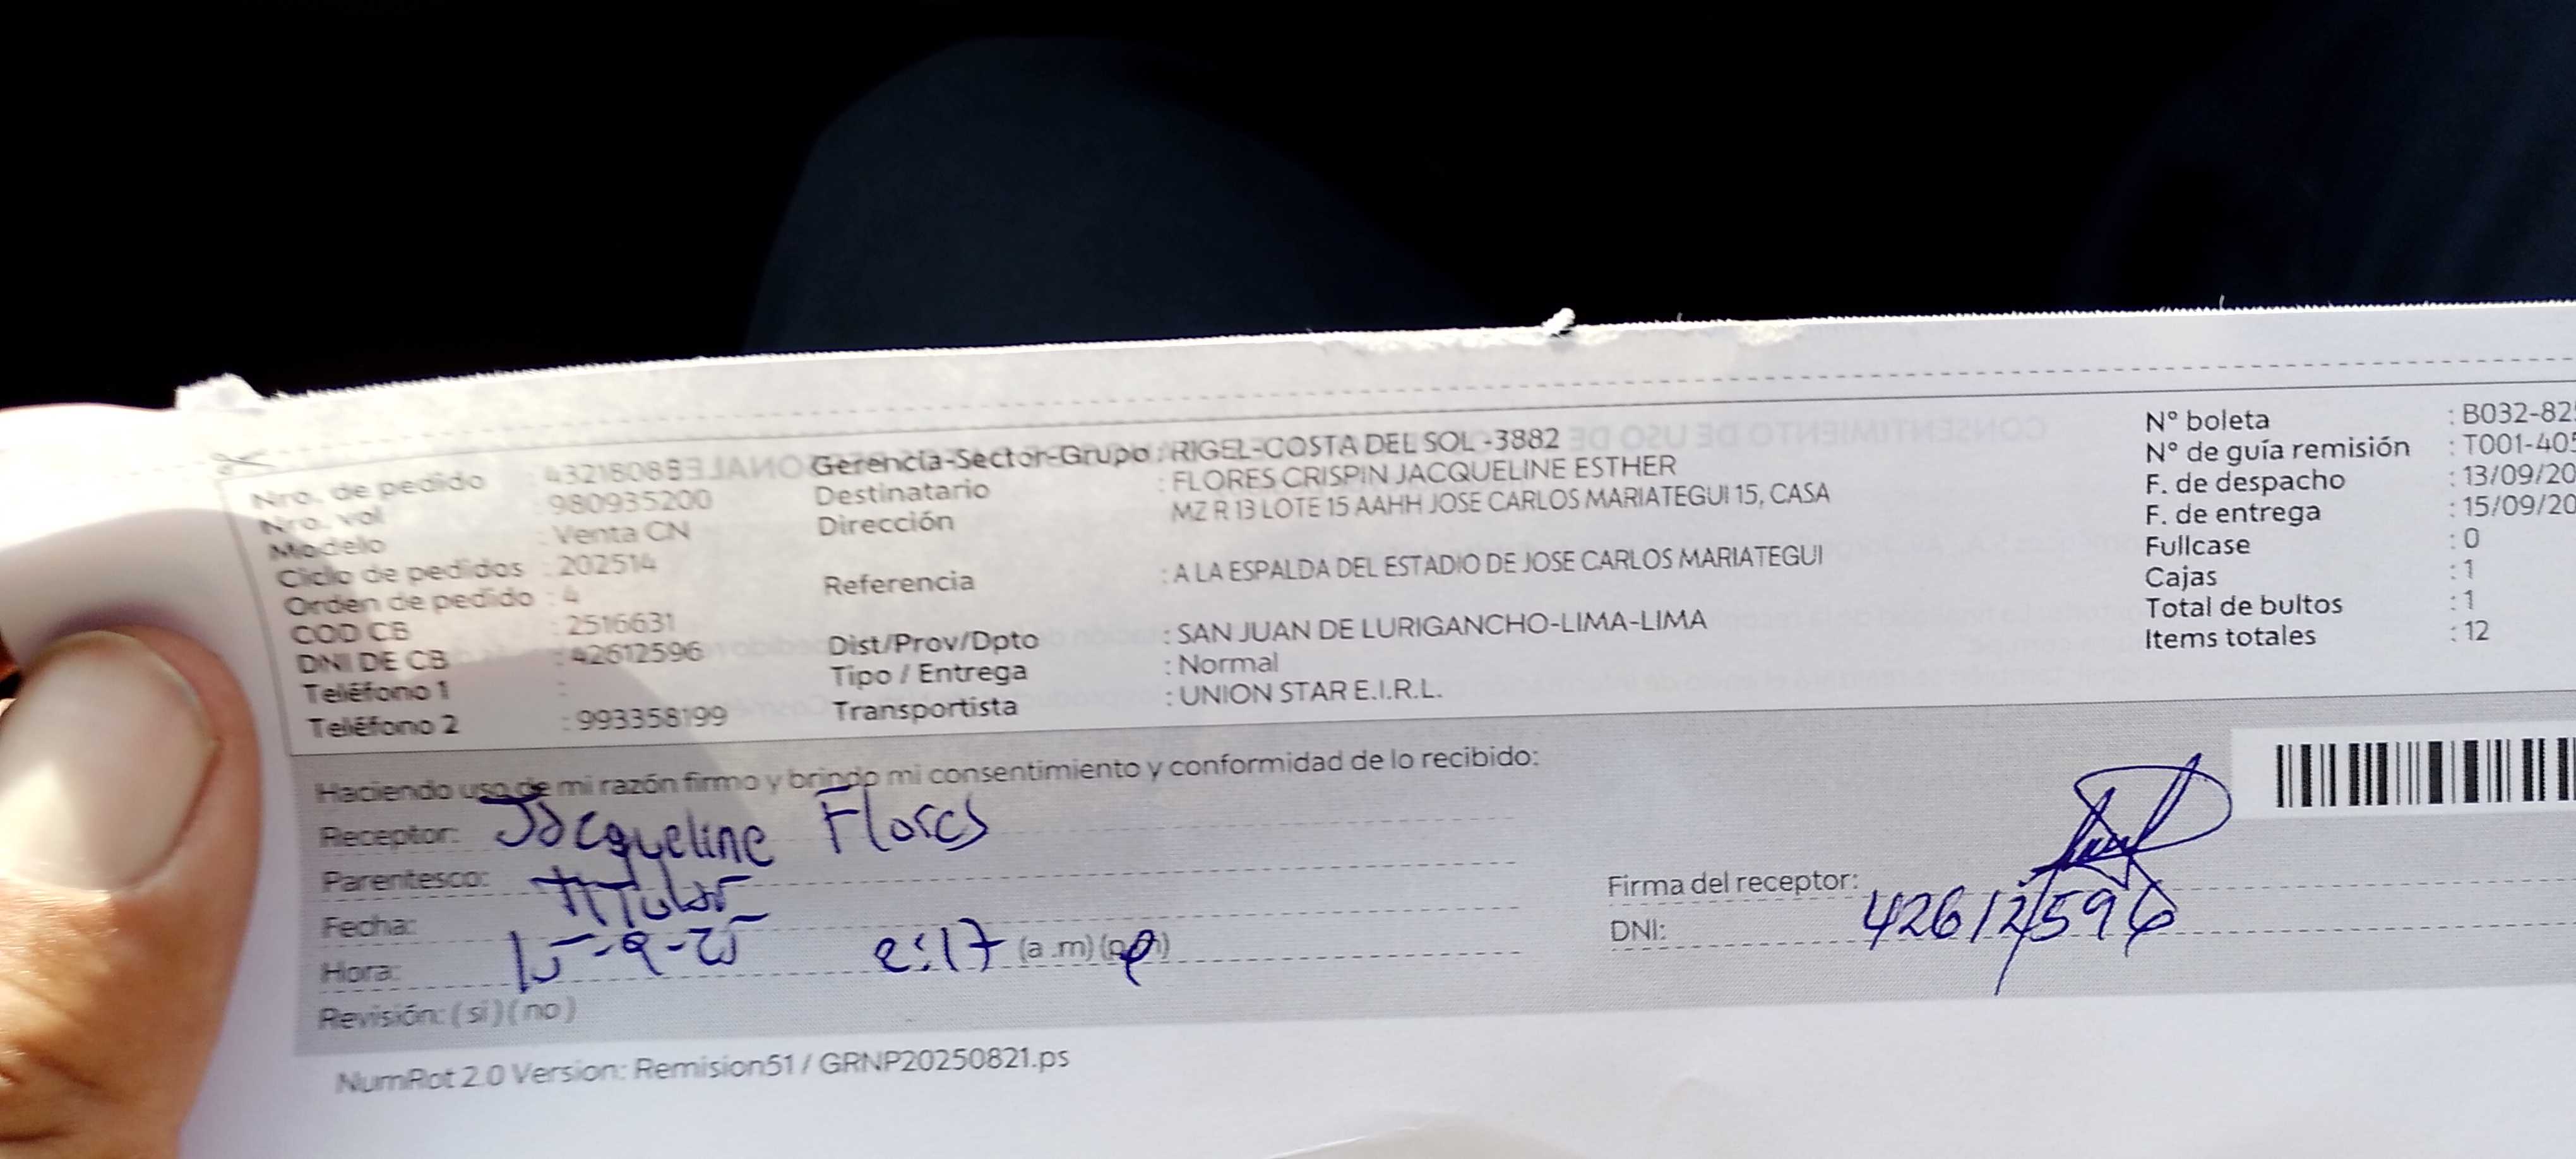 Nro. de pedido : 432180883
Nro. vol : 980935200
Modelo : Venta CN
Ciclo de pedidos : 202514
Orden de pedido : 4
COD CB : 2516631
DNI DE CB : 42612596
Teléfono 1 :
Teléfono 2 : 993358199
Gerencia-Sector-Grupo : RIGEL-COSTA DEL SOL -3882
Destinatario : FLORES CRISPIN JACQUELINE ESTHER
Dirección MZ R 13 LOTE 15 AAHH JOSE CARLOS MARIATEGUI 15, CASA
Referencia : A LA ESPALDA DEL ESTADIO DE JOSE CARLOS MARIATEGUI
Dist/Prov/Dpto : SAN JUAN DE LURIGANCHO-LIMA-LIMA
Tipo / Entrega : Normal
Transportista : UNION STAR E.I.R.L.
N° boleta : B032-82
N° de guía remisión : T001-405
F. de despacho : 13/09/20
F. de entrega : 15/09/20
Fullcase : 0
Cajas : 1
Total de bultos : 1
Items totales : 12
Haciendo uso de mi razón firmo y brindo mi consentimiento y conformidad de lo recibido:
Receptor: Jacqueline Flores
Parentesco: titular
Fecha: 15-9-25
Hora: 2:17 (a .m) (p.m)
Revisión: ( si ) ( no )
Firma del receptor:
DNI: 42612596
NumRot 2.0 Version: Remision51 / GRNP20250821.ps